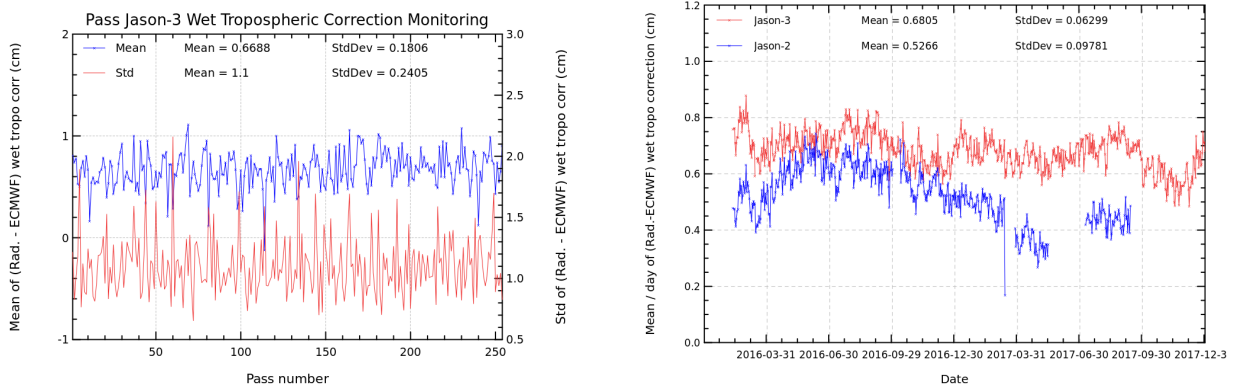 Pass Jason-3 Wet Tropospheric Correction Monitoring
Mean of (Rad. - ECMWF) wet tropo corr (cm)
2
1
0
-1
Mean Mean = 0.6688 StdDev = 0.1806
Std Mean = 1.1 StdDev = 0.2405
3.0
2.5
2.0
1.5
1.0
0.5
Std of (Rad. - ECMWF) wet tropo corr (cm)
50 100 150 200 250
Pass number
Mean / day of (Rad.-ECMWF) wet tropo correction (cm)
1.2
1.0
0.8
0.6
0.4
0.2
0.0
Jason-3 Mean = 0.6805 StdDev = 0.06299
Jason-2 Mean = 0.5266 StdDev = 0.09781
2016-03-31 2016-06-30 2016-09-29 2016-12-30 2017-03-31 2017-06-30 2017-09-30 2017-12-3
Date